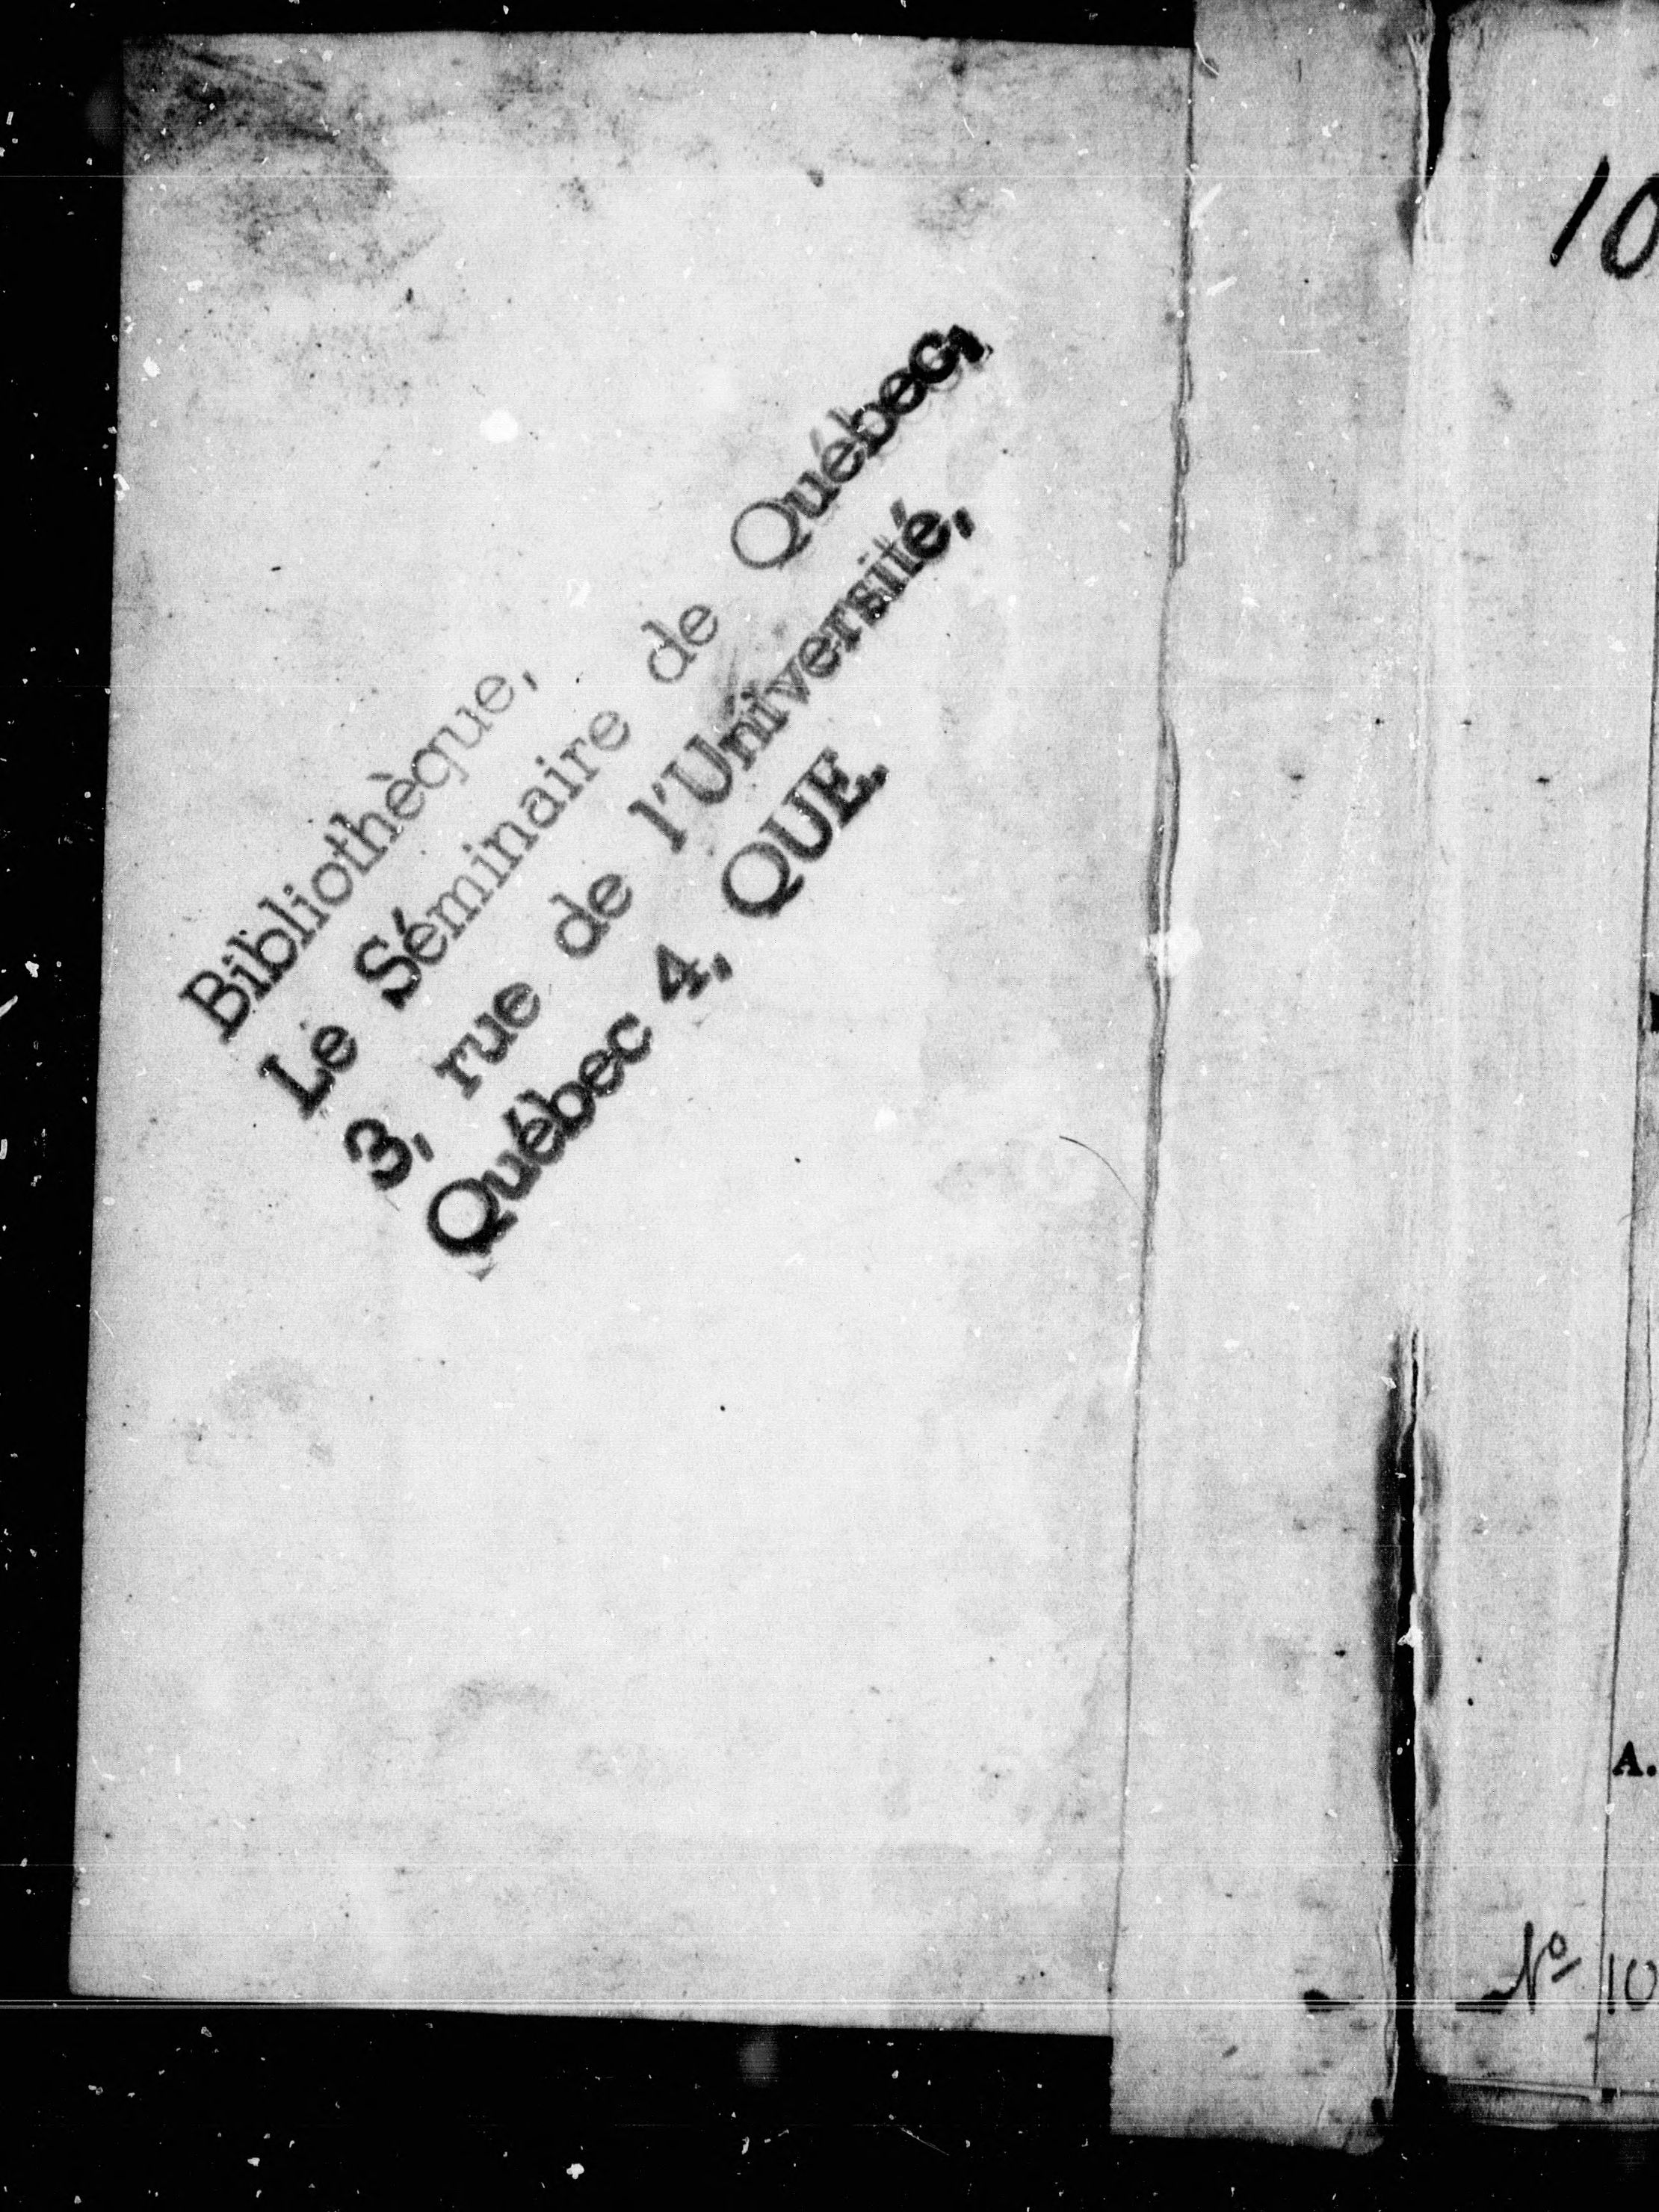 Bibliothèque,
Le Séminaire de Québec,
3, rue de l'Université,
Québec 4, QUE.
10
A.
Nº 10